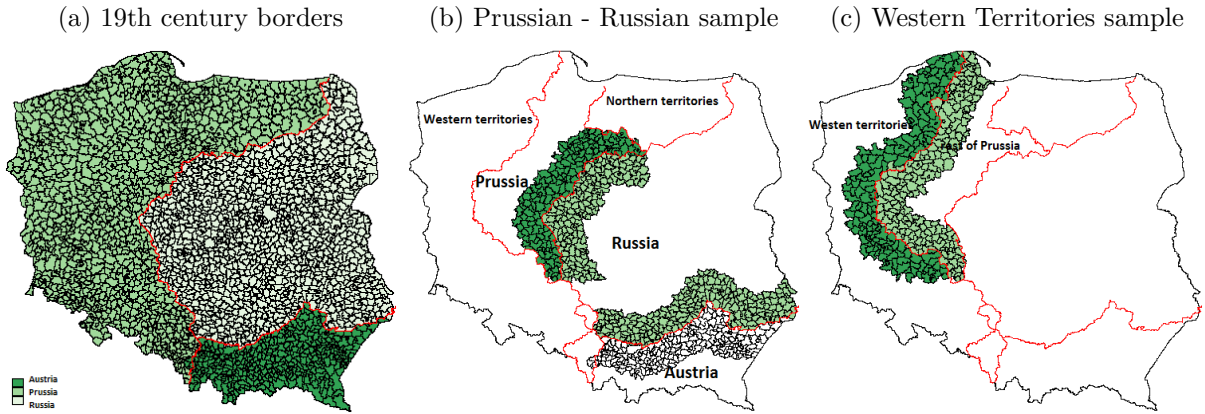 (a) 19th century borders
(b) Prussian - Russian sample
(c) Western Territories sample
Austria
Prussia
Russia
Western territories
Northern territories
Prussia
Russia
Austria
Westen territories
rest of Prussia